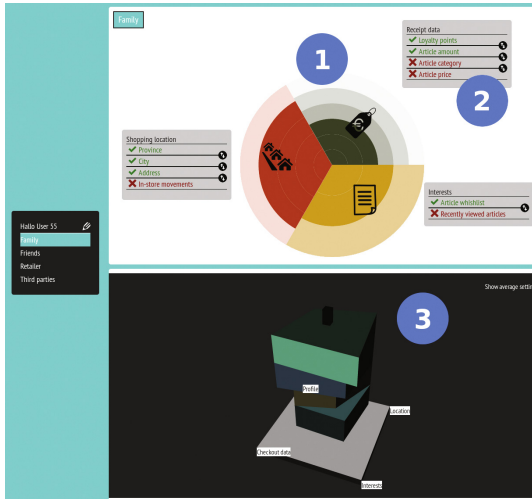 Family
1
Receipt data
Loyalty points
Article amount
Article category
Article price
2
Shopping location
Province
City
Address
In-store movements
Interests
Article whishlist
Recently viewed articles
Hallo User 55
Family
Friends
Retailer
Third parties
Show average settin
3
Profile
Location
Checkout date
Interests